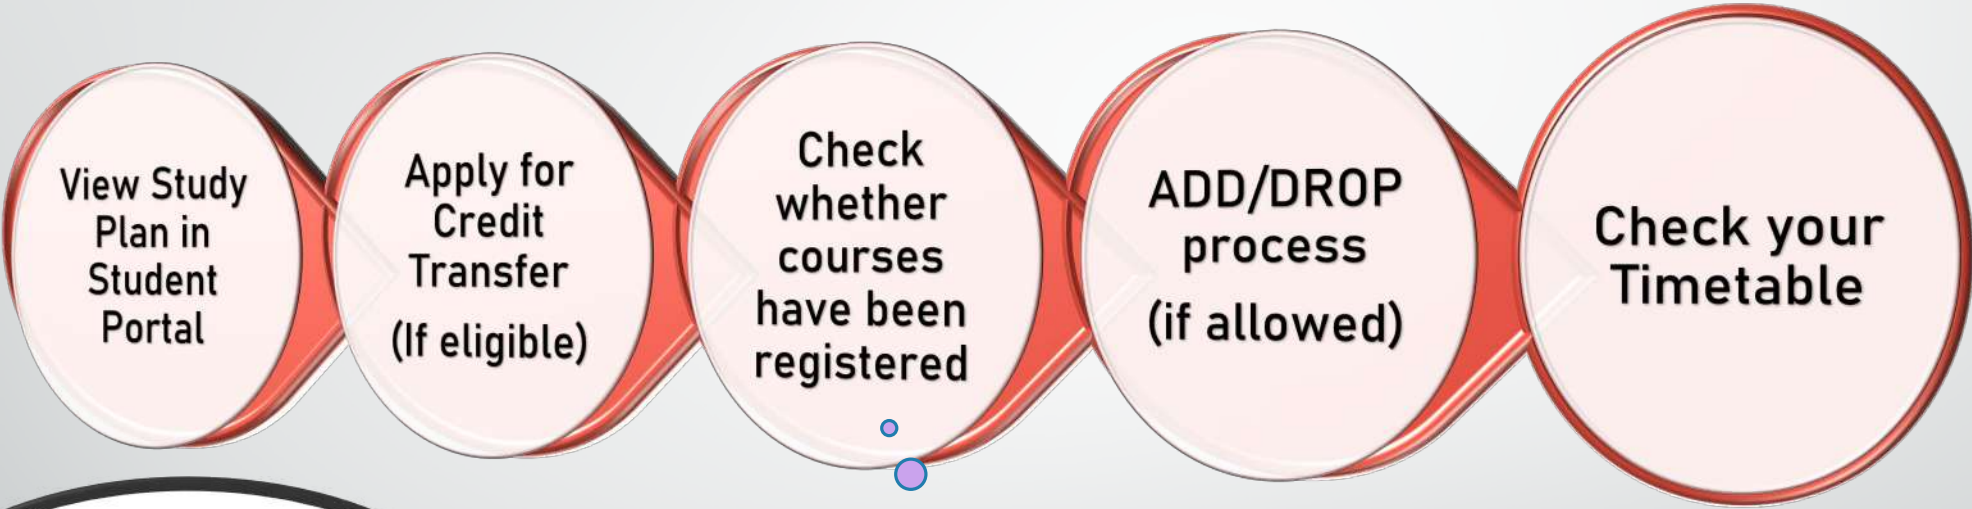 View Study
Plan in
Student
Portal
Apply for
Credit
Transfer
(If eligible)
Check
whether
courses
have been
registered
ADD/DROP
process
(if allowed)
Check your
Timetable